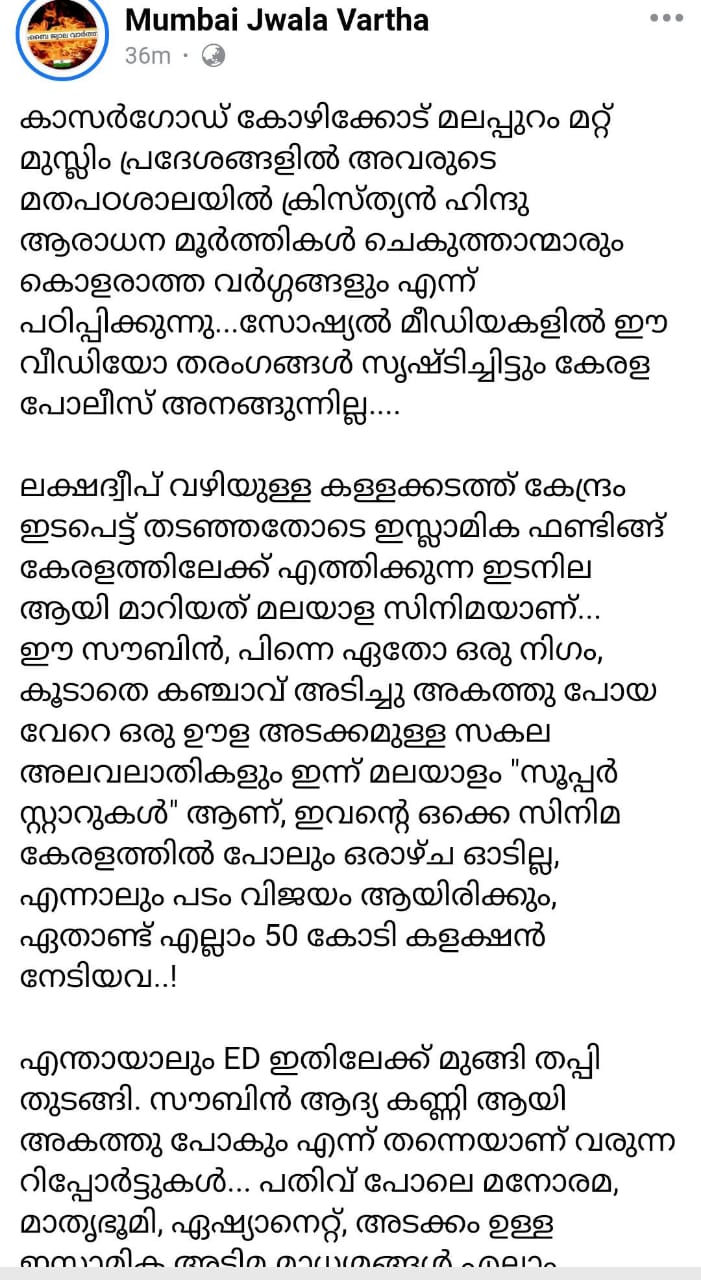 Mumbai Jwala Vartha
36m ·
കാസർഗോഡ് കോഴിക്കോട് മലപ്പുറം മറ്റ്
മുസ്ലിം പ്രദേശങ്ങളിൽ അവരുടെ
മതപഠശാലയിൽ ക്രിസ്ത്യൻ ഹിന്ദു
ആരാധന മൂർത്തികൾ ചെകുത്താന്മാരും
കൊളരാത്ത വർഗ്ഗങ്ങളും എന്ന്
പഠിപ്പിക്കുന്നു...സോഷ്യൽ മീഡിയകളിൽ ഈ
വീഡിയോ തരംഗങ്ങൾ സൃഷ്ടിച്ചിട്ടും കേരള
പോലീസ് അനങ്ങുന്നില്ല....
ലക്ഷദ്വീപ് വഴിയുള്ള കള്ളക്കടത്ത് കേന്ദ്രം
ഇടപെട്ട് തടഞ്ഞതോടെ ഇസ്ലാമിക ഫണ്ടിങ്ങ്
കേരളത്തിലേക്ക് എത്തിക്കുന്ന ഇടനില
ആയി മാറിയത് മലയാള സിനിമയാണ്...
ഈ സൗബിൻ, പിന്നെ ഏതോ ഒരു നിഗം,
കൂടാതെ കഞ്ചാവ് അടിച്ചു അകത്തു പോയ
വേറെ ഒരു ഊള അടക്കമുള്ള സകല
അലവലാതികളും ഇന്ന് മലയാളം "സൂപ്പർ
സ്റ്റാറുകൾ" ആണ്, ഇവന്റെ ഒക്കെ സിനിമ
കേരളത്തിൽ പോലും ഒരാഴ്ച ഓടില്ല,
എന്നാലും പടം വിജയം ആയിരിക്കും,
ഏതാണ്ട് എല്ലാം 50 കോടി കളക്ഷൻ
നേടിയവ..!
എന്തായാലും ED ഇതിലേക്ക് മുങ്ങി തപ്പി
തുടങ്ങി. സൗബിൻ ആദ്യ കണ്ണി ആയി
അകത്തു പോകും എന്ന് തന്നെയാണ് വരുന്ന
റിപ്പോർട്ടുകൾ... പതിവ് പോലെ മനോരമ,
മാതൃഭൂമി, ഏഷ്യാനെറ്റ്, അടക്കം ഉള്ള
ഇസ്ലാമിക അടിമ മാധ്യമങ്ങൾ എല്ലാം